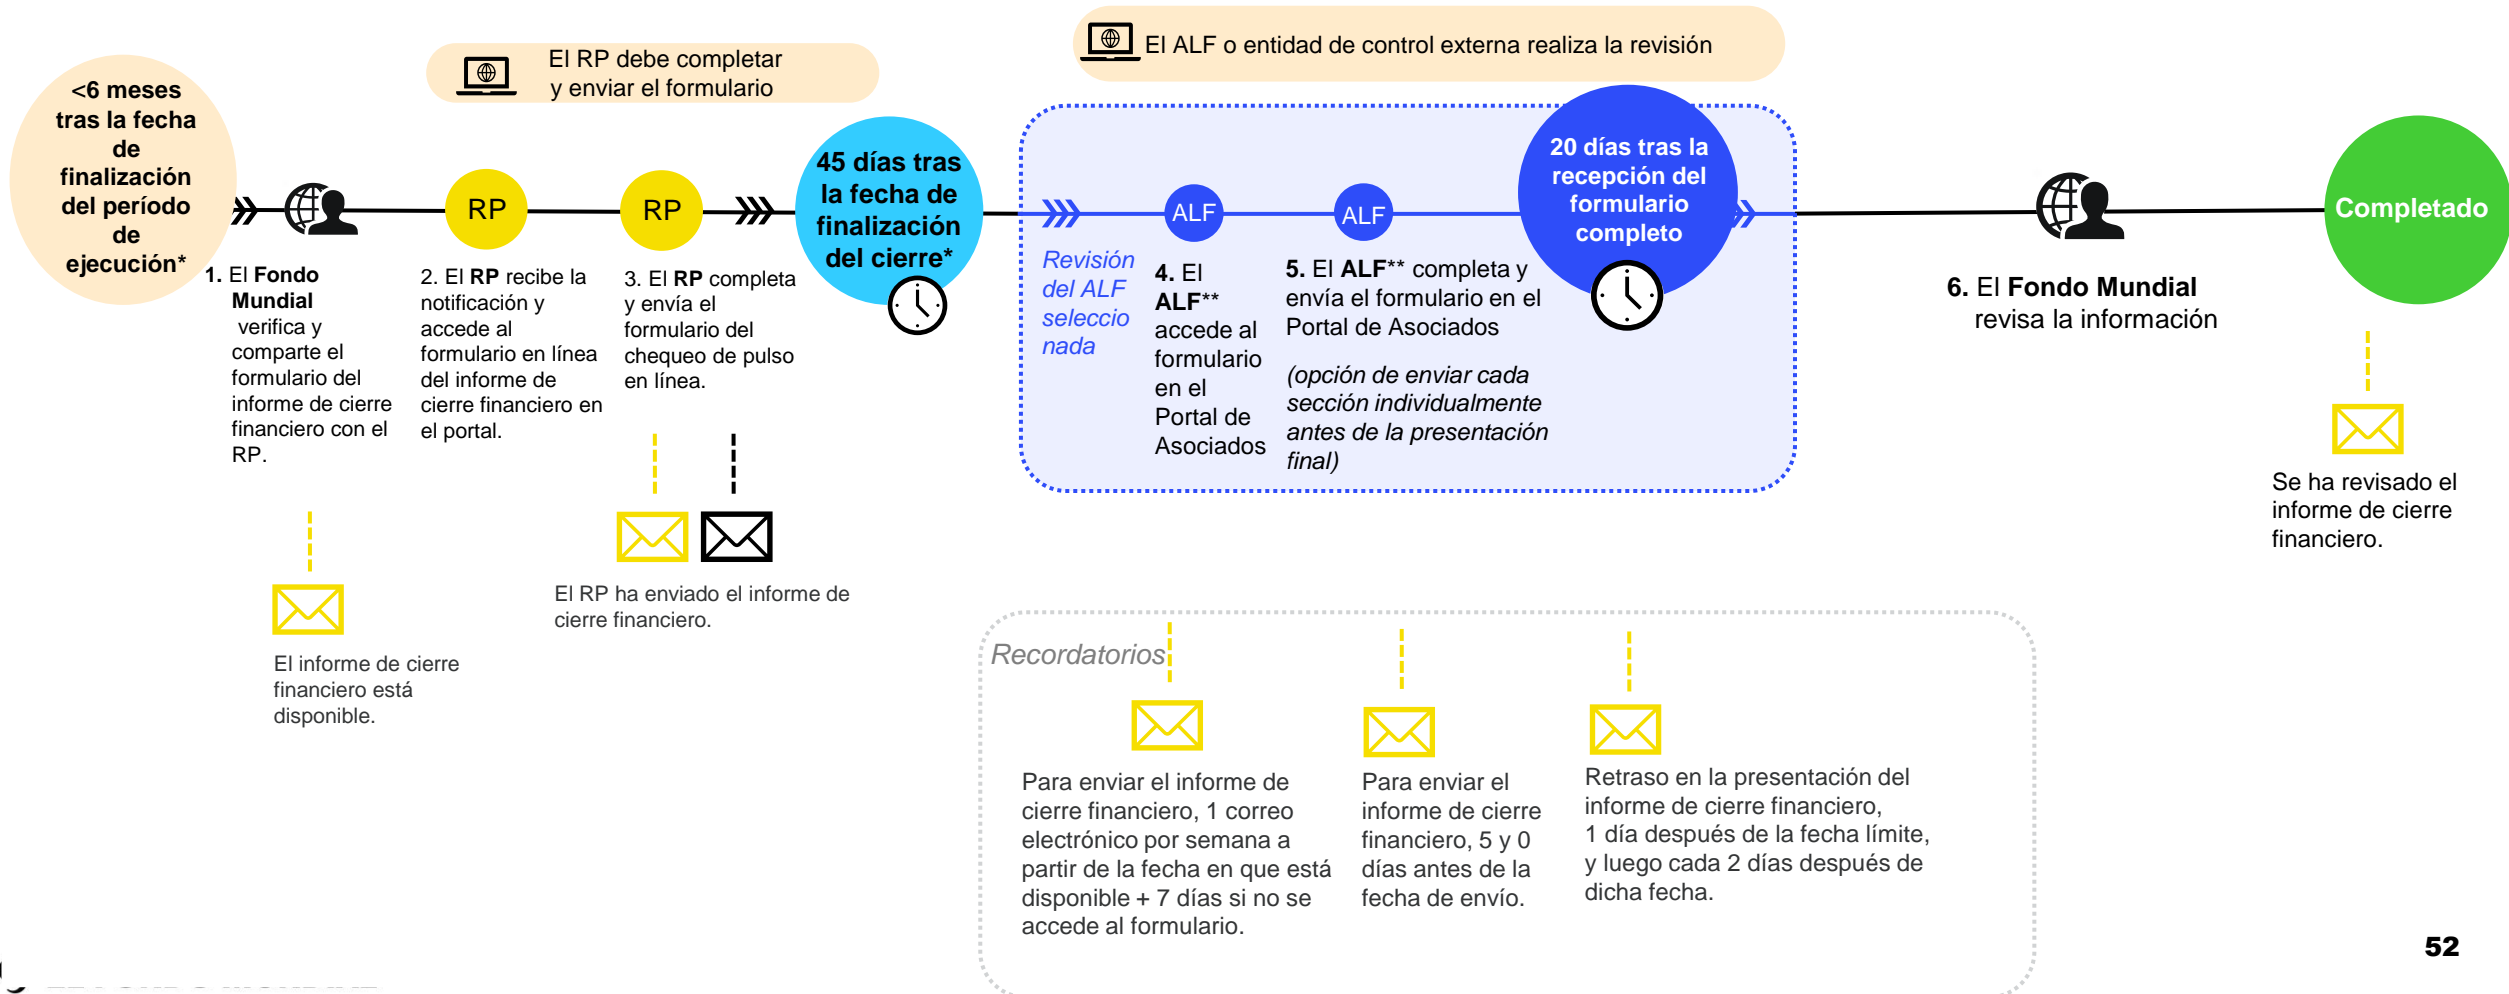 <6 meses
tras la fecha
de
finalización
del período
de
ejecución*
El RP debe completar
y enviar el formulario
El ALF o entidad de control externa realiza la revisión
RP
RP
45 días tras
la fecha de
finalización
del cierre*
ALF
ALF
20 días tras la
recepción del
formulario
completo
Completado
1. El Fondo
Mundial
verifica y
comparte el
formulario del
informe de cierre
financiero con el
RP.
2. El RP recibe la
notificación y
accede al
formulario en línea
del informe de
cierre financiero en
el portal.
3. El RP completa
y envía el
formulario del
chequeo de pulso
en línea.
Revisión
del ALF
seleccio
nada
4. El
ALF**
accede al
formulario
en el
Portal de
Asociados
5. El ALF** completa y
envía el formulario en el
Portal de Asociados
(opción de enviar cada
sección individualmente
antes de la presentación
final)
6. El Fondo Mundial
revisa la información
El informe de cierre
financiero está
disponible.
El RP ha enviado el informe de
cierre financiero.
Se ha revisado el
informe de cierre
financiero.
Recordatorios
Para enviar el informe de
cierre financiero, 1 correo
electrónico por semana a
partir de la fecha en que está
disponible + 7 días si no se
accede al formulario.
Para enviar el
informe de cierre
financiero, 5 y 0
días antes de la
fecha de envío.
Retraso en la presentación del
informe de cierre financiero,
1 día después de la fecha límite,
y luego cada 2 días después de
dicha fecha.
52